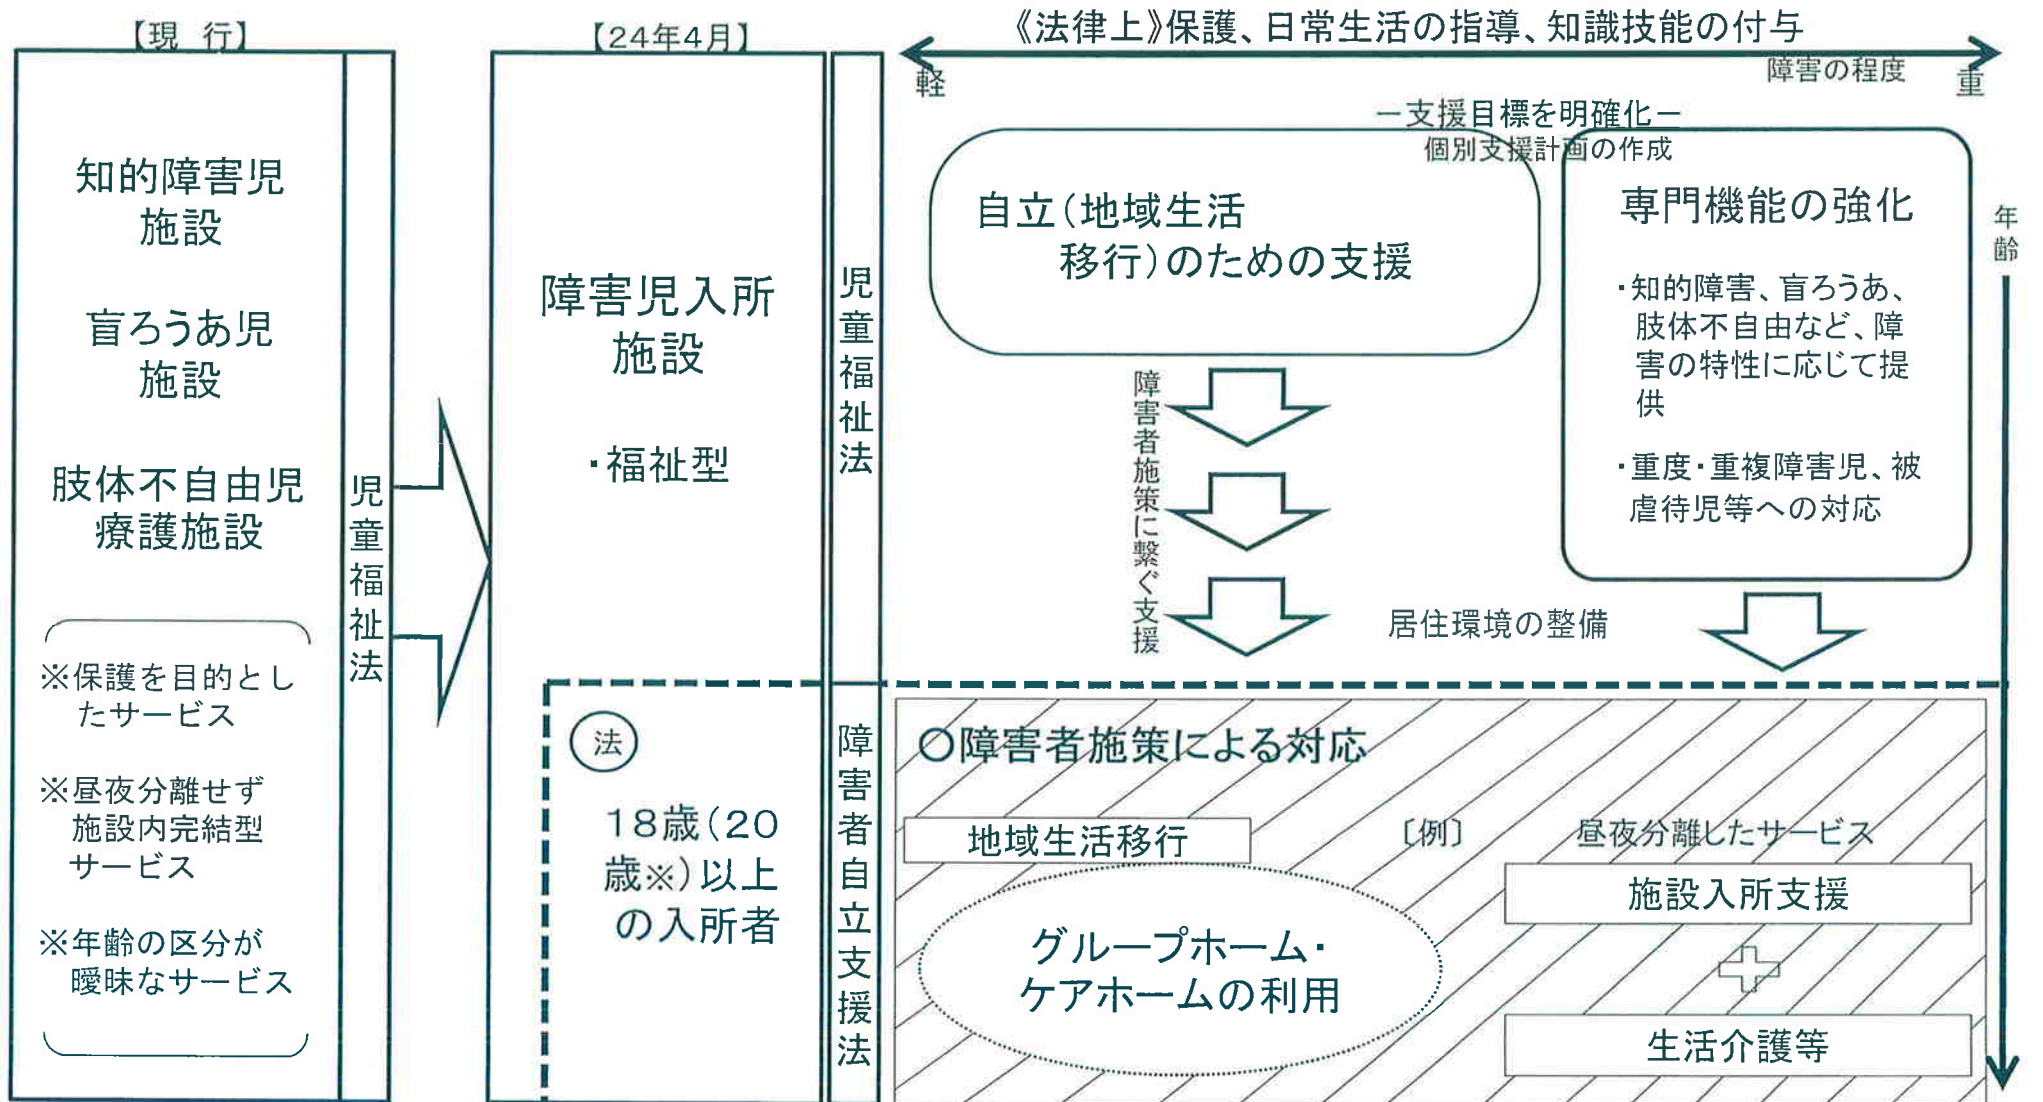 【現 行】
知的障害児
施設
盲ろうあ児
施設
肢体不自由児
療護施設
※保護を目的とし
たサービス
※昼夜分離せず
施設内完結型
サービス
※年齢の区分が
曖昧なサービス
児童福祉法
【24年4月】
障害児入所
施設
・福祉型
児童福祉法
法
18歳(20
歳※)以上
の入所者
障害者自立支援法
《法律上》保護、日常生活の指導、知識技能の付与
軽
障害の程度
重
－支援目標を明確化－
個別支援計画の作成
自立(地域生活
移行)のための支援
専門機能の強化
・知的障害、盲ろうあ、
肢体不自由など、障
害の特性に応じて提
供
・重度・重複障害児、被
虐待児等への対応
年齢
障害者施策に繋ぐ支援
居住環境の整備
〇障害者施策による対応
地域生活移行
〔例〕
昼夜分離したサービス
グループホーム・
ケアホームの利用
施設入所支援
生活介護等